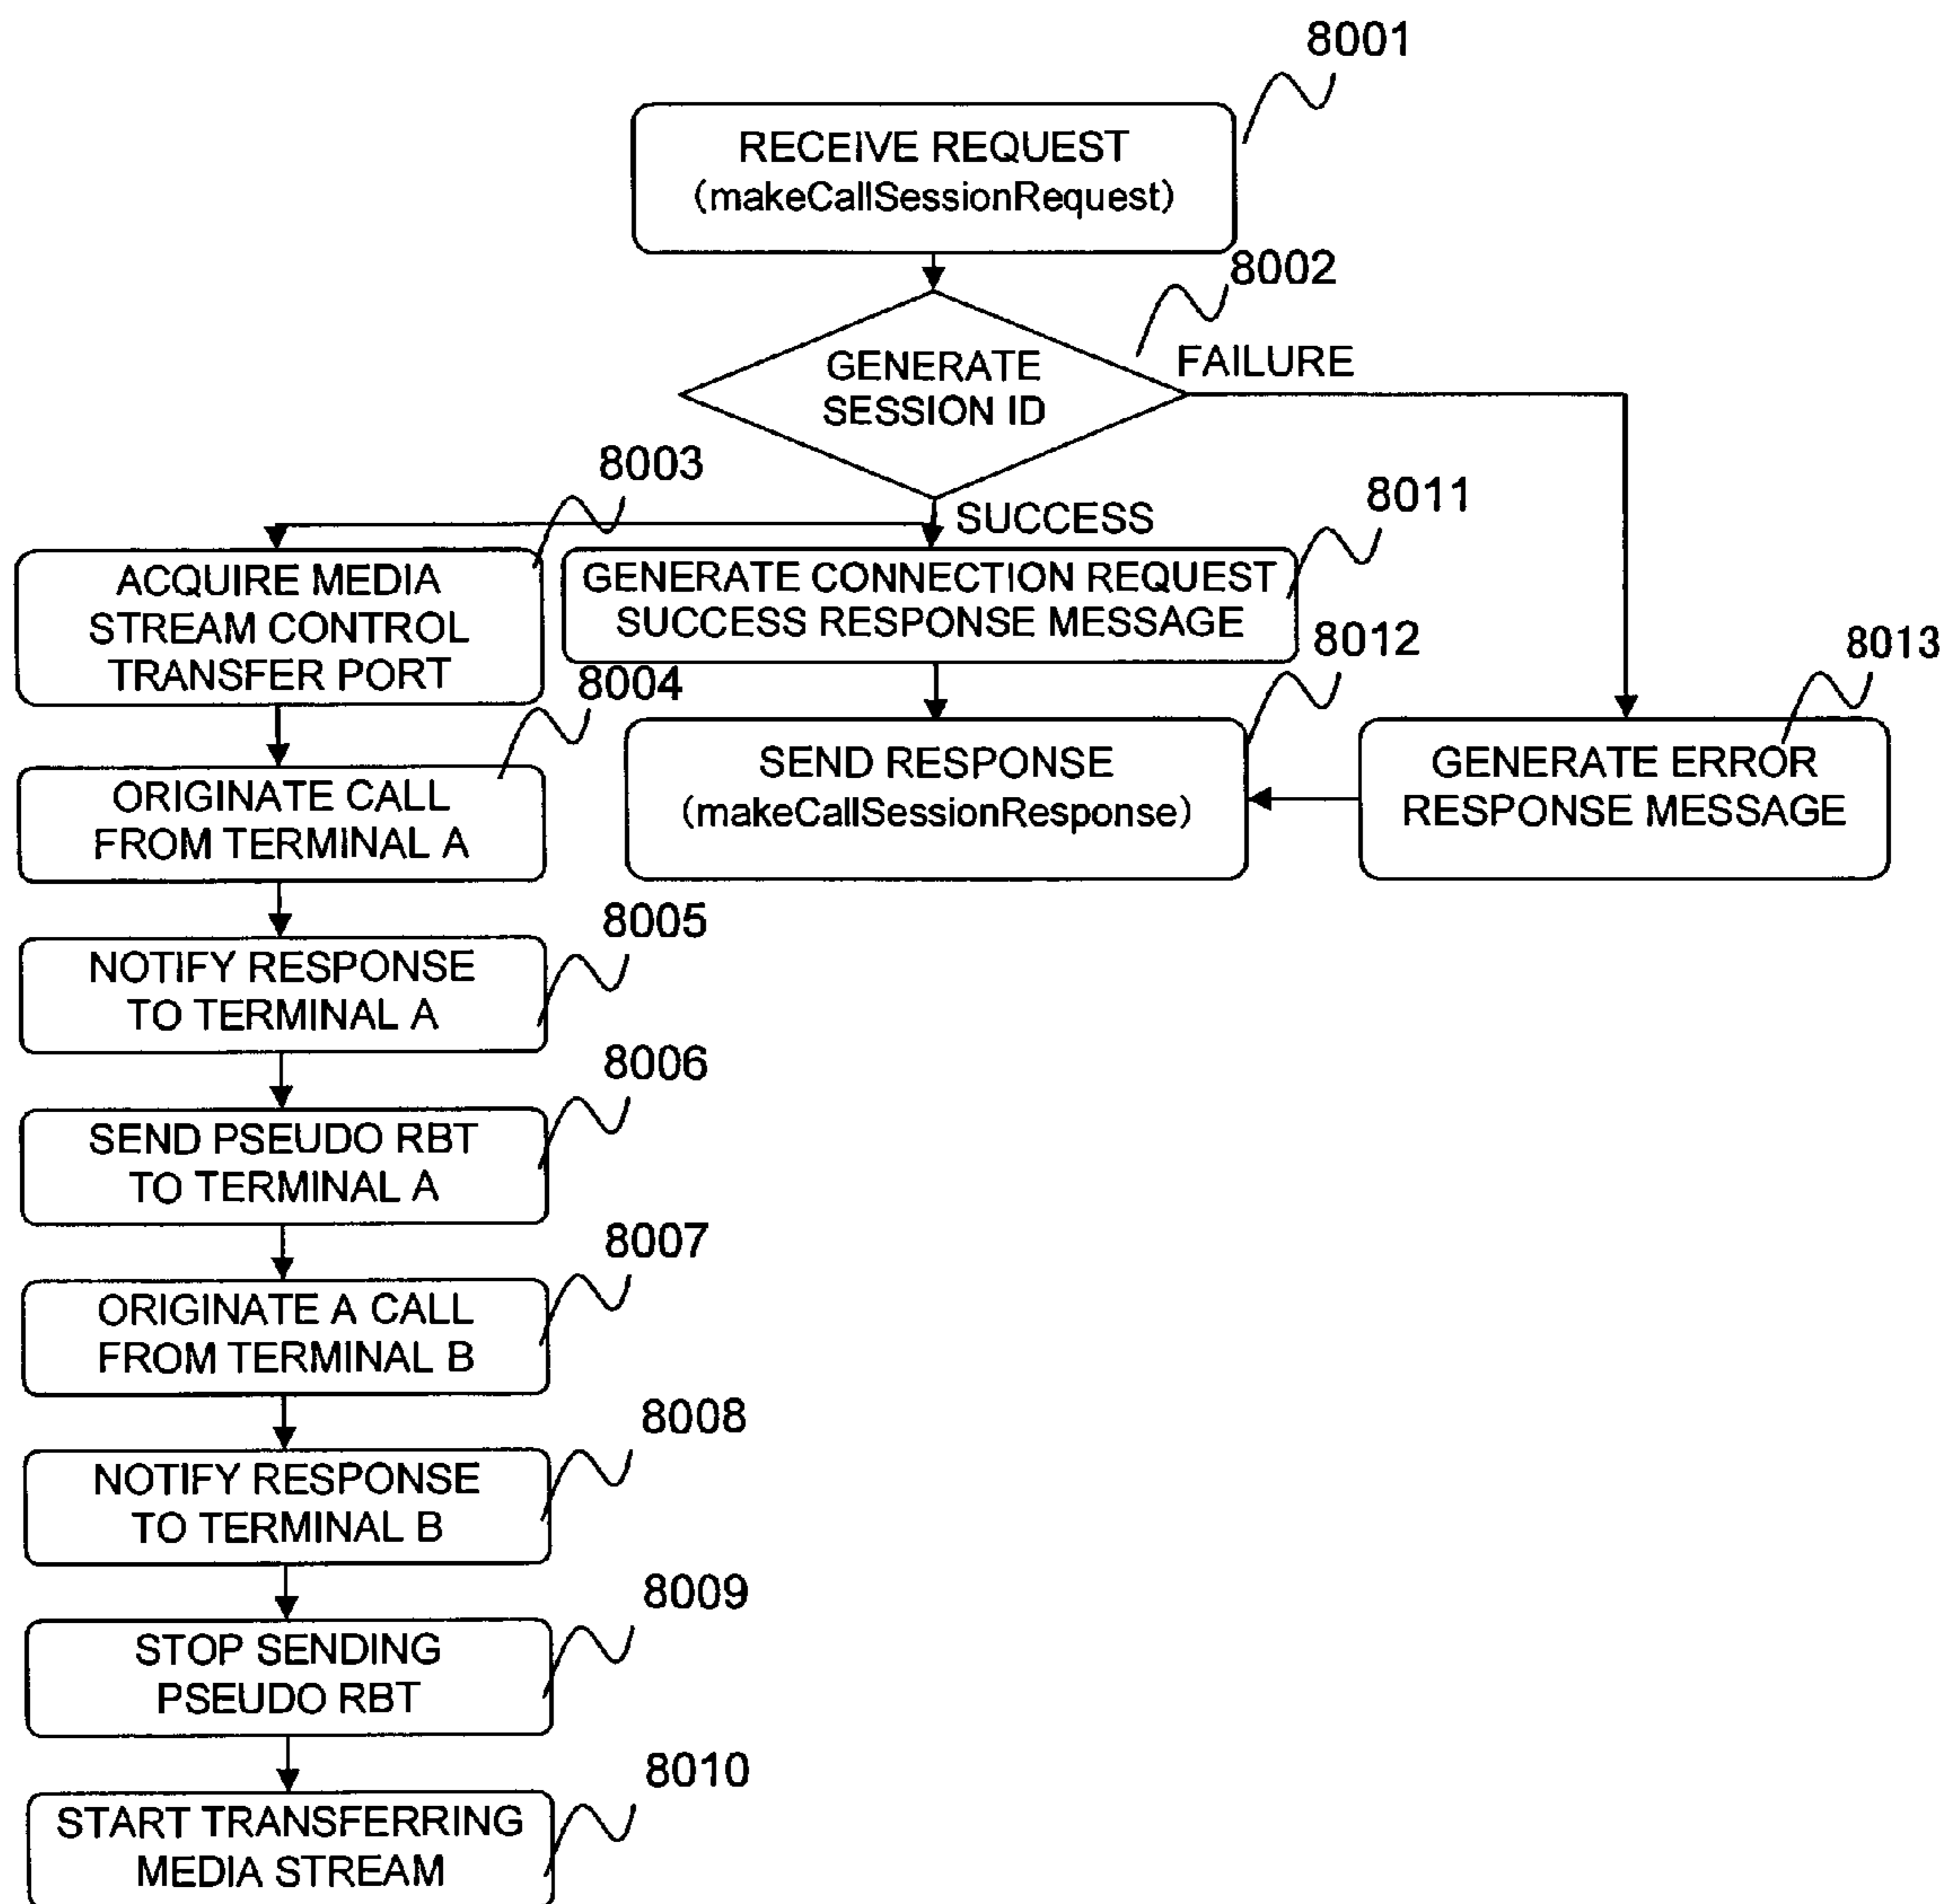 8001
RECEIVE REQUEST
(makeCallSessionRequest)
8002
GENERATE
SESSION ID
FAILURE
8003
SUCCESS
8011
ACQUIRE MEDIA
STREAM CONTROL
TRANSFER PORT
GENERATE CONNECTION REQUEST
SUCCESS RESPONSE MESSAGE
8012
8013
8004
SEND RESPONSE
(makeCallSessionResponse)
GENERATE ERROR
RESPONSE MESSAGE
ORIGINATE CALL
FROM TERMINAL A
8005
NOTIFY RESPONSE
TO TERMINAL A
8006
SEND PSEUDO RBT
TO TERMINAL A
8007
ORIGINATE A CALL
FROM TERMINAL B
8008
NOTIFY RESPONSE
TO TERMINAL B
8009
STOP SENDING
PSEUDO RBT
8010
START TRANSFERRING
MEDIA STREAM